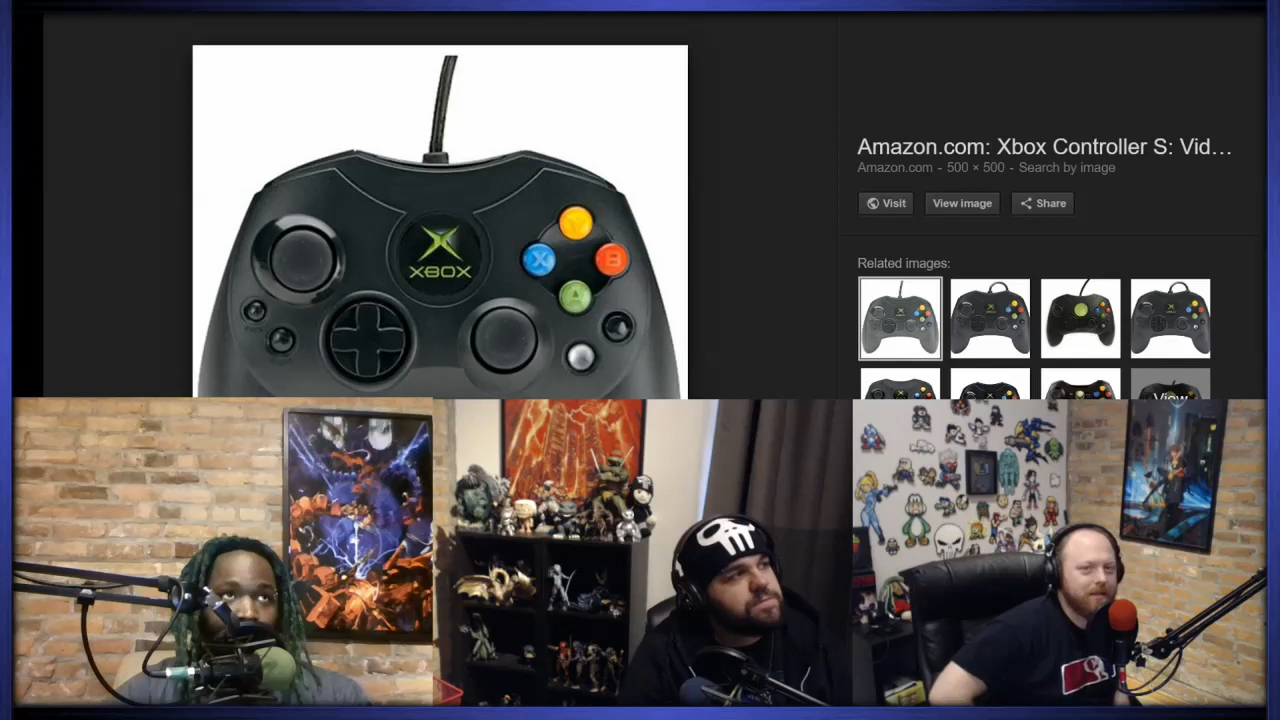 Amazon.com: Xbox Controller S: Vid...
Amazon.com - 500 × 500 - Search by image
Visit
View image
Share
Y
X
B
XBOX
A
Related images:
View